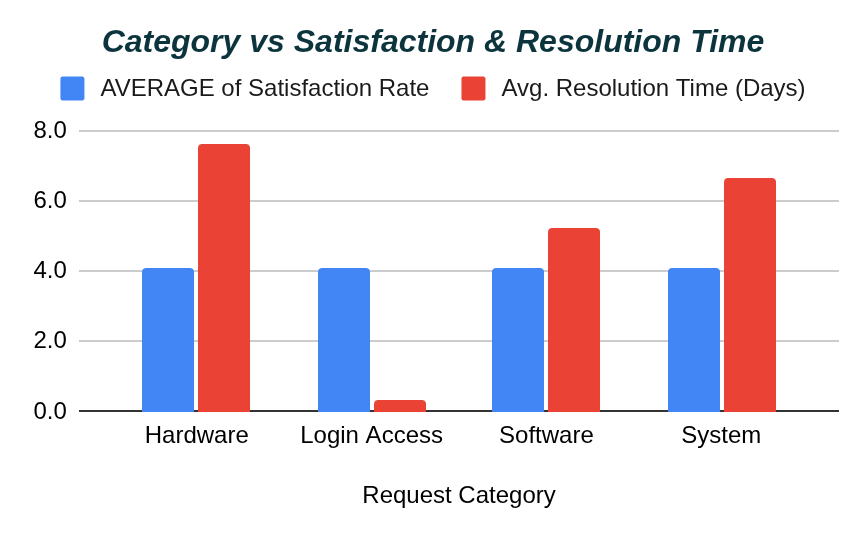 Category vs Satisfaction & Resolution Time
AVERAGE of Satisfaction Rate Avg. Resolution Time (Days)
8.0
6.0
4.0
2.0
0.0
Hardware Login Access Software System
Request Category